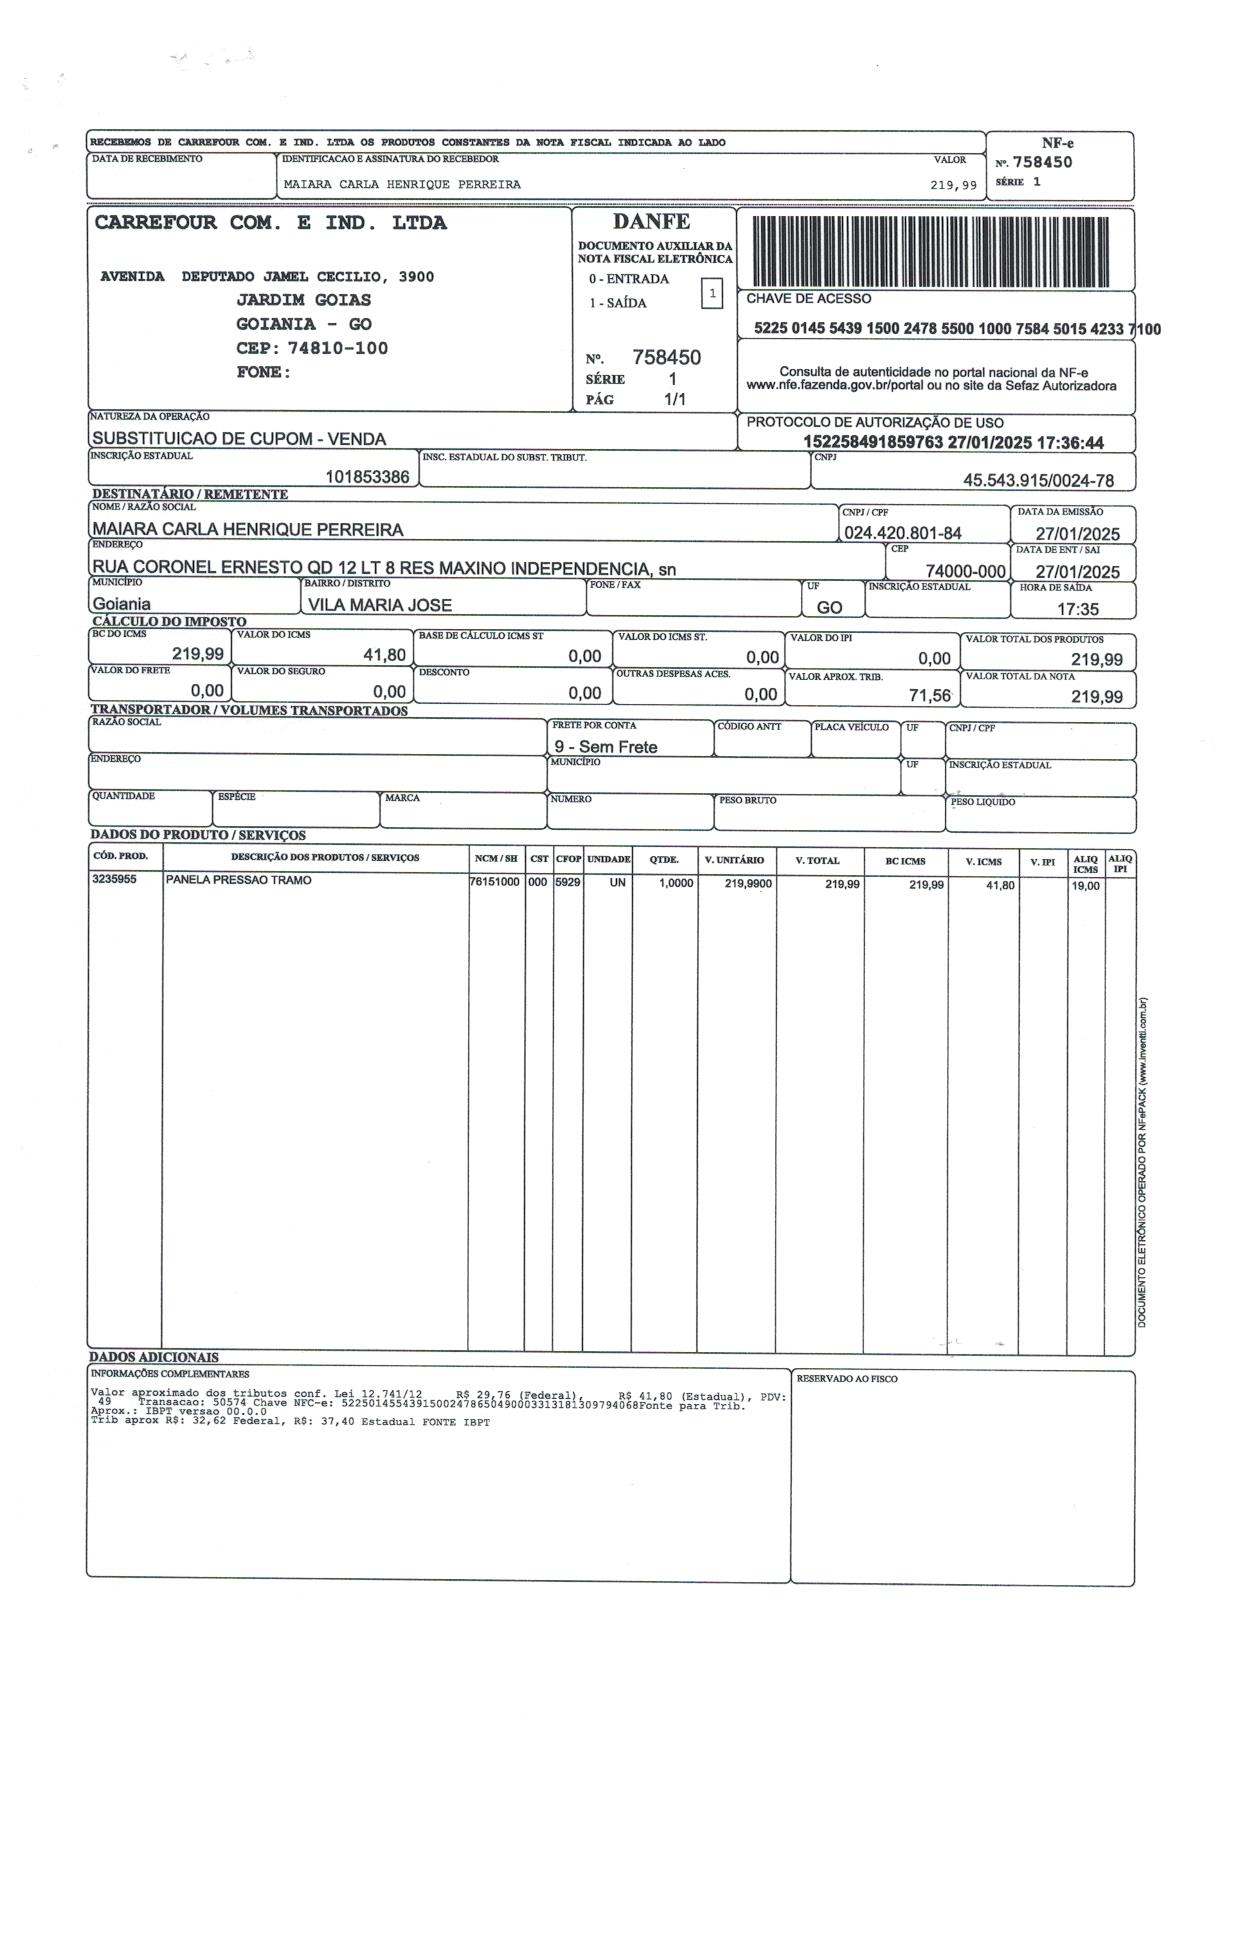 RECEBEMOS DE CARREFOUR COM. E IND. LTDA OS PRODUTOS CONSTANTES DA NOTA FISCAL INDICADA AO LADO
NF-e
Nº. 758450
SÉRIE 1
DATA DE RECEBIMENTO IDENTIFICACAO E ASSINATURA DO RECEBEDOR VALOR
MAIARA CARLA HENRIQUE PERREIRA 219,99
CARREFOUR COM. E IND. LTDA
AVENIDA DEPUTADO JAMEL CECILIO, 3900
JARDIM GOIAS
GOIANIA - GO
CEP: 74810-100
FONE:
DANFE
DOCUMENTO AUXILIAR DA
NOTA FISCAL ELETRÔNICA
0 - ENTRADA
1 - SAÍDA
1
Nº. 758450
SÉRIE 1
PÁG 1/1
CHAVE DE ACESSO
5225 0145 5439 1500 2478 5500 1000 7584 5015 4233 7100
Consulta de autenticidade no portal nacional da NF-e
www.nfe.fazenda.gov.br/portal ou no site da Sefaz Autorizadora
NATUREZA DA OPERAÇÃO PROTOCOLO DE AUTORIZAÇÃO DE USO
SUBSTITUICAO DE CUPOM - VENDA 152258491859763 27/01/2025 17:36:44
INSCRIÇÃO ESTADUAL INSC. ESTADUAL DO SUBST. TRIBUT. CNPJ
101853386 45.543.915/0024-78
DESTINATÁRIO / REMETENTE
NOME / RAZÃO SOCIAL CNPJ / CPF DATA DA EMISSÃO
MAIARA CARLA HENRIQUE PERREIRA 024.420.801-84 27/01/2025
ENDEREÇO CEP DATA DE ENT / SAI
RUA CORONEL ERNESTO QD 12 LT 8 RES MAXINO INDEPENDENCIA, sn 74000-000 27/01/2025
MUNICÍPIO BAIRRO / DISTRITO FONE / FAX UF INSCRIÇÃO ESTADUAL HORA DE SAÍDA
Goiania VILA MARIA JOSE GO 17:35
CÁLCULO DO IMPOSTO
BC DO ICMS VALOR DO ICMS BASE DE CÁLCULO ICMS ST VALOR DO ICMS ST. VALOR DO IPI VALOR TOTAL DOS PRODUTOS
219,99 41,80 0,00 0,00 0,00 219,99
VALOR DO FRETE VALOR DO SEGURO DESCONTO OUTRAS DESPESAS ACES. VALOR APROX. TRIB. VALOR TOTAL DA NOTA
0,00 0,00 0,00 0,00 71,56 219,99
TRANSPORTADOR / VOLUMES TRANSPORTADOS
RAZÃO SOCIAL FRETE POR CONTA CÓDIGO ANTT PLACA VEÍCULO UF CNPJ / CPF
9 - Sem Frete
ENDEREÇO MUNICÍPIO UF INSCRIÇÃO ESTADUAL
QUANTIDADE ESPÉCIE MARCA NUMERO PESO BRUTO PESO LIQUIDO
DADOS DO PRODUTO / SERVIÇOS
CÓD. PROD. DESCRIÇÃO DOS PRODUTOS / SERVIÇOS NCM / SH CST CFOP UNIDADE QTDE. V. UNITÁRIO V. TOTAL BC ICMS V. ICMS V. IPI ALIQ ICMS ALIQ IPI
3235955 PANELA PRESSAO TRAMO 76151000 000 5929 UN 1,0000 219,9900 219,99 219,99 41,80 19,00
DOCUMENTO ELETRÔNICO OPERADO POR NFePACK (www.inventti.com.br)
DADOS ADICIONAIS
INFORMAÇÕES COMPLEMENTARES RESERVADO AO FISCO
Valor aproximado dos tributos conf. Lei 12.741/12 R$ 29,76 (Federal), R$ 41,80 (Estadual), PDV:
49 Transacao: 50574 Chave NFC-e: 52250145543915002478650490003313181309794068Fonte para Trib.
Aprox.: IBPT versao 00.0.0
Trib aprox R$: 32,62 Federal, R$: 37,40 Estadual FONTE IBPT